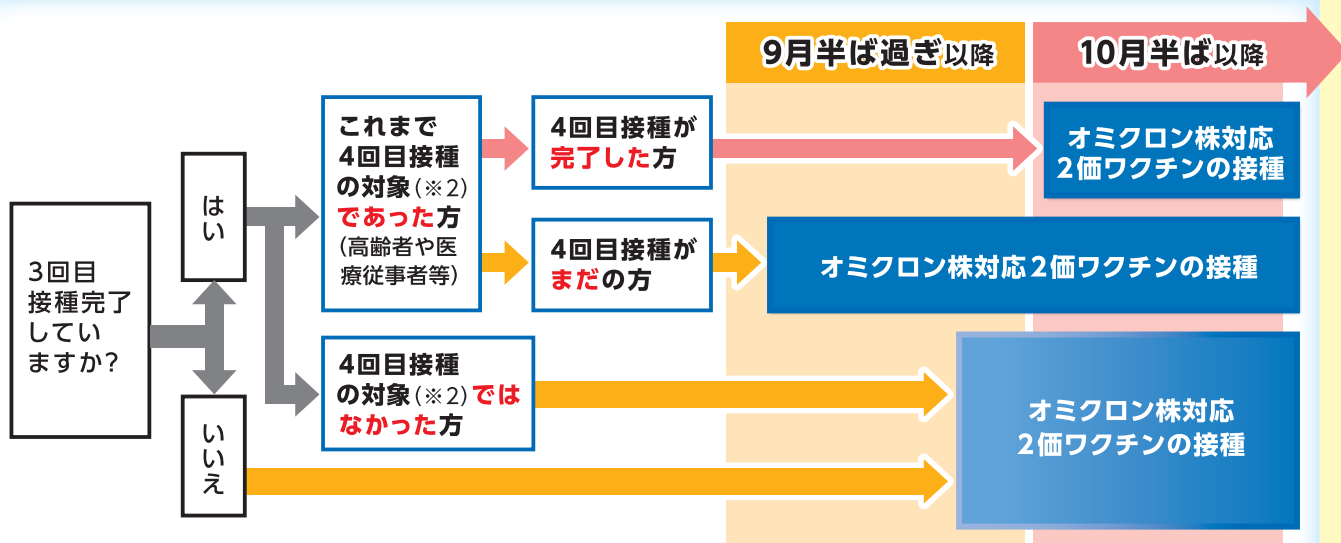 9月半ば過ぎ以降
10月半ば以降
3回目
接種完了
してい
ますか?
はい
いいえ
これまで
4回目接種
の対象(※2)
であった方
(高齢者や医
療従事者等)
4回目接種が
完了した方
オミクロン株対応
2価ワクチンの接種
4回目接種が
まだの方
オミクロン株対応2価ワクチンの接種
4回目接種
の対象(※2)では
なかった方
オミクロン株対応
2価ワクチンの接種